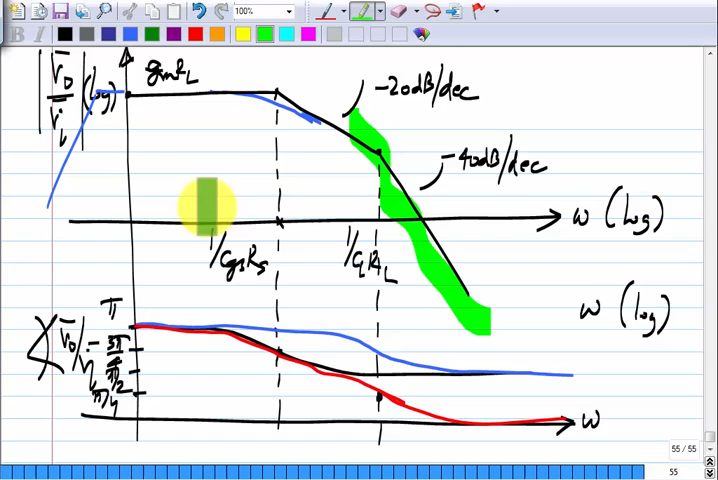 100%
B I
|V̄o/V̄i| (log)
gmRL
-20dB/dec
-40dB/dec
1/CgsRs
1/CLRL
ω (log)
ω (log)
∠V̄o/V̄i
π
3π/4
π/2
π/4
ω
55 / 55
55